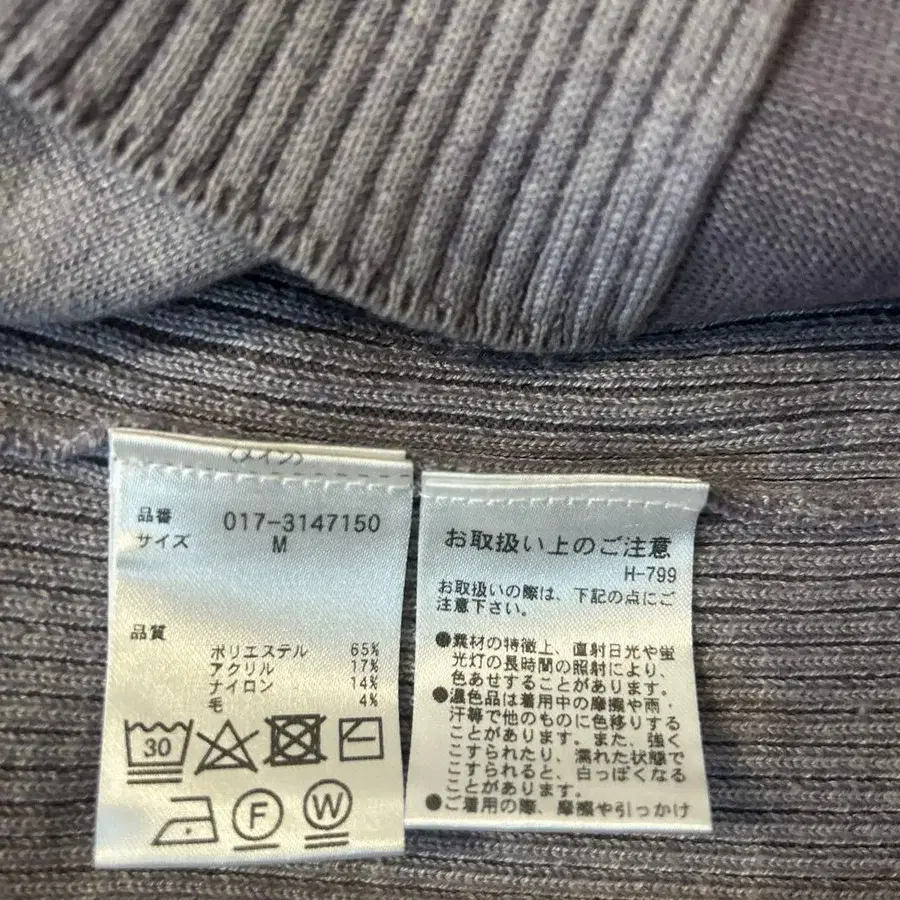 (メイン)
品番 017-3147150
サイズ M
品質
ポリエステル 65%
アクリル 17%
ナイロン 14%
毛 4%
30
F
W
お取扱い上のご注意
H-799
お取扱いの際は、下記の点にご
注意下さい。
●素材の特徴上、直射日光や蛍
光灯の長時間の照射により、
色あせすることがあります。
●濃色品は着用中の摩擦や雨・
汗等で他のものに色移りする
ことがあります。また、強く
こすられたり、濡れた状態で
こすられると、白っぽくなる
ことがあります。
●ご着用の際、摩擦や引っかけ